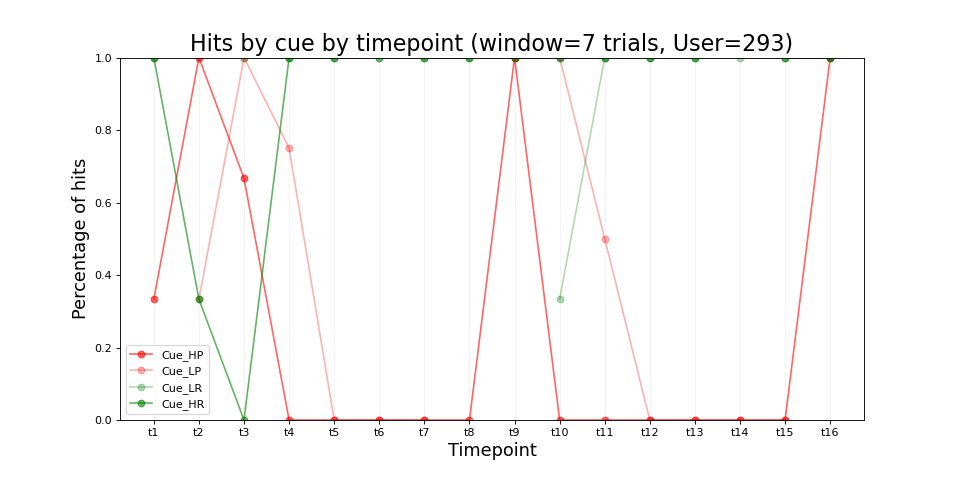 Hits by cue by timepoint (window=7 trials, User=293)
Percentage of hits
1.0
0.8
0.6
0.4
0.2
0.0
Cue_HP
Cue_LP
Cue_LR
Cue_HR
t1 t2 t3 t4 t5 t6 t7 t8 t9 t10 t11 t12 t13 t14 t15 t16
Timepoint